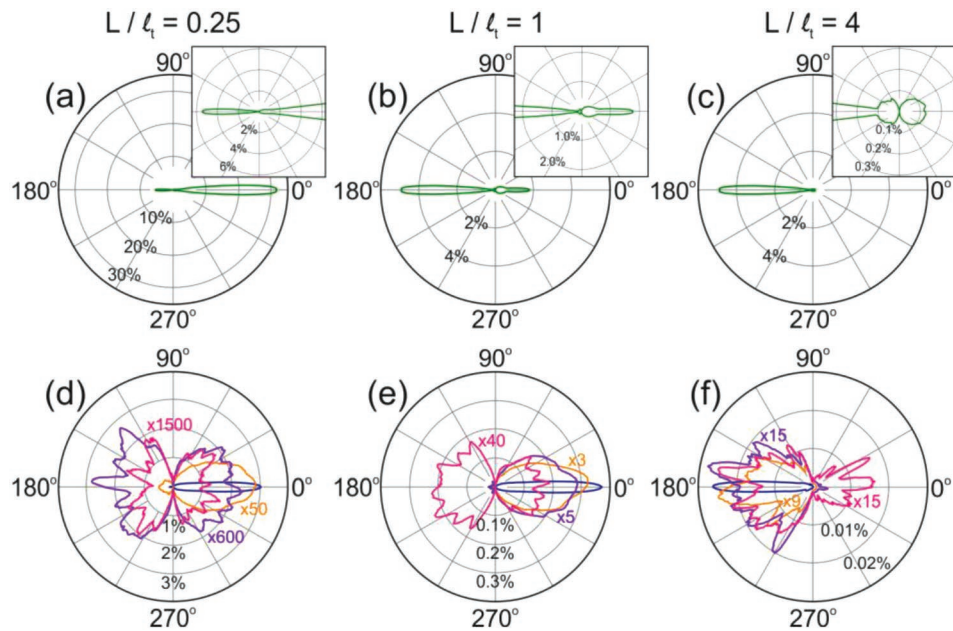 L / ℓt = 0.25
L / ℓt = 1
L / ℓt = 4
(a)
90°
180°
0°
270°
10%
20%
30%
2%
4%
6%
(b)
90°
180°
0°
270°
2%
4%
1.0%
2.0%
(c)
90°
180°
0°
270°
2%
4%
0.1%
0.2%
0.3%
(d)
90°
180°
0°
270°
x1500
x50
x600
1%
2%
3%
(e)
90°
180°
0°
270°
x40
x3
x5
0.1%
0.2%
0.3%
(f)
90°
180°
0°
270°
x15
x9
x15
0.01%
0.02%